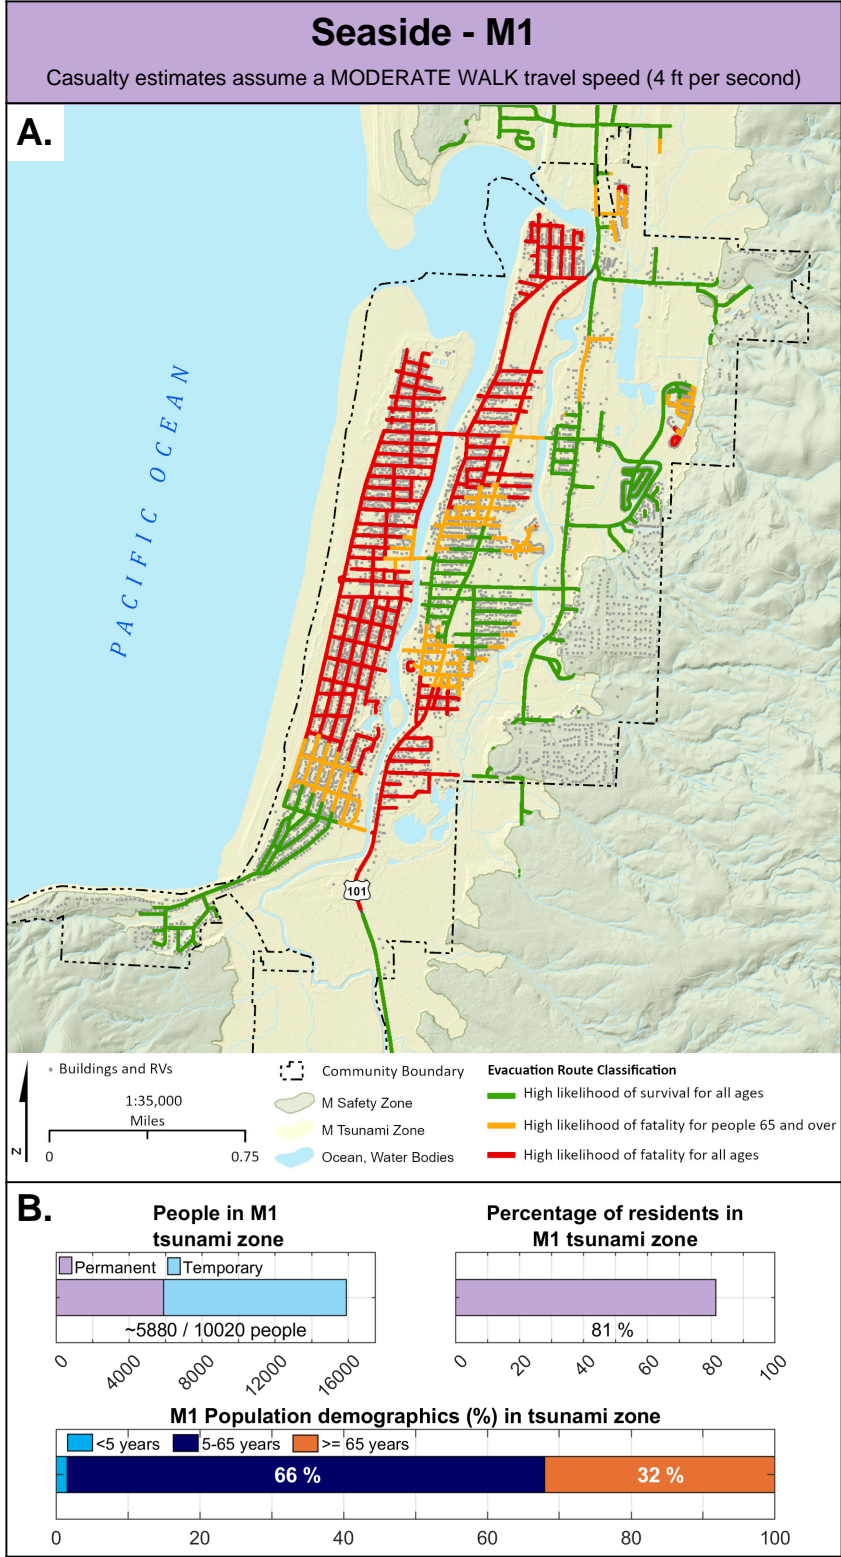 Seaside - M1
Casualty estimates assume a MODERATE WALK travel speed (4 ft per second)
A.
PACIFIC OCEAN
101
Buildings and RVs
1:35,000
Miles
0 0.75
N
Community Boundary
M Safety Zone
M Tsunami Zone
Ocean, Water Bodies
Evacuation Route Classification
High likelihood of survival for all ages
High likelihood of fatality for people 65 and over
High likelihood of fatality for all ages
B.
People in M1
tsunami zone
Permanent Temporary
~5880 / 10020 people
0 4000 8000 12000 16000
Percentage of residents in
M1 tsunami zone
81 %
0 20 40 60 80 100
M1 Population demographics (%) in tsunami zone
<5 years 5-65 years >= 65 years
66 % 32 %
0 20 40 60 80 100